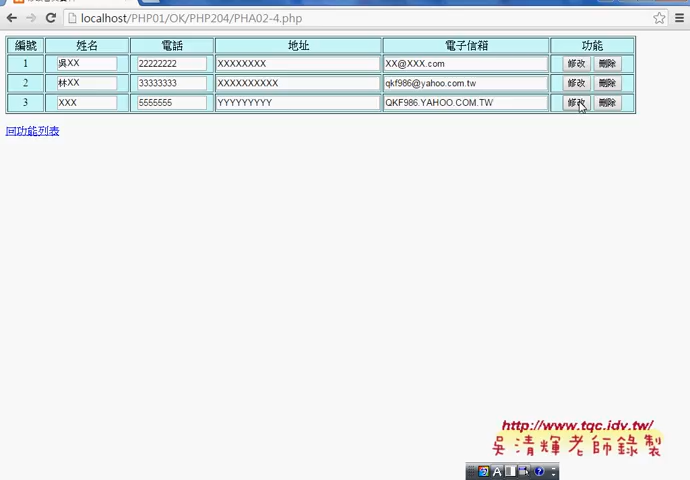 localhost/PHP01/OK/PHP204/PHA02-4.php
編號 姓名 電話 地址 電子信箱 功能
1 吳XX 22222222 XXXXXXXX XX@XXX.com 修改 刪除
2 林XX 33333333 XXXXXXXXXX qkf986@yahoo.com.tw 修改 刪除
3 XXX 5555555 YYYYYYYYY QKF986.YAHOO.COM.TW 修改 刪除
回功能列表
http://www.tqc.idv.tw/
吳清輝老師錄製